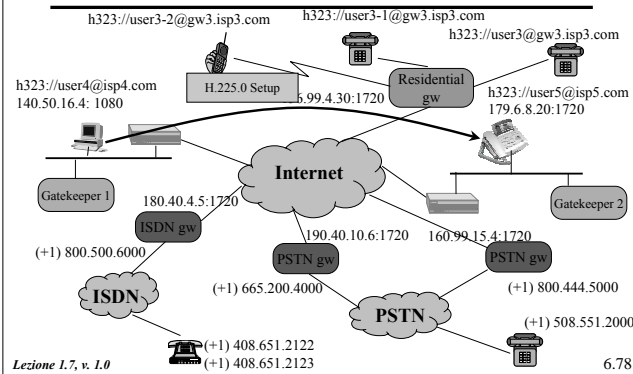 h323://user3-2@gw3.isp3.com
h323://user3-1@gw3.isp3.com
h323://user3@gw3.isp3.com
h323://user4@isp4.com
140.50.16.4: 1080
H.225.0 Setup
6.99.4.30:1720
Residential
gw
h323://user5@isp5.com
179.6.8.20:1720
Internet
Gatekeeper 1
Gatekeeper 2
180.40.4.5:1720
ISDN gw
(+1) 800.500.6000
190.40.10.6:1720
PSTN gw
(+1) 665.200.4000
160.99.15.4:1720
PSTN gw
(+1) 800.444.5000
ISDN
PSTN
(+1) 508.551.2000
(+1) 408.651.2122
(+1) 408.651.2123
Lezione 1.7, v. 1.0
6.78